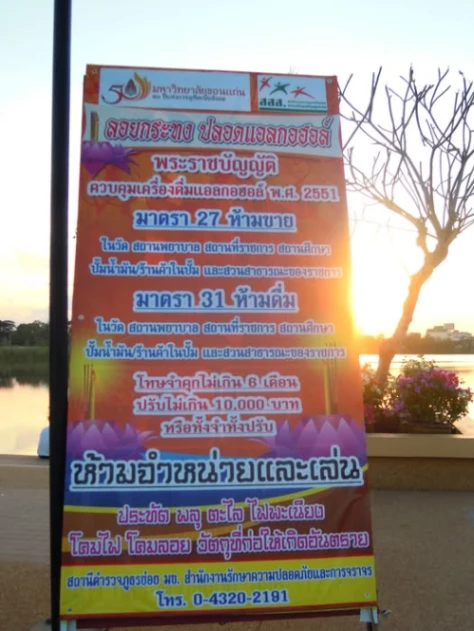 50 มหาวิทยาลัยขอนแก่น
สสส.
ลอยกระทง ปลอดแอลกอฮอล์
พระราชบัญญัติ
ควบคุมเครื่องดื่มแอลกอฮอล์ พ.ศ. 2551
มาตรา 27 ห้ามขาย
ในวัด สถานพยาบาล สถานที่ราชการ สถานศึกษา
ปั๊มน้ำมัน/ร้านค้าในปั๊ม และสวนสาธารณะของราชการ
มาตรา 31 ห้ามดื่ม
ในวัด สถานพยาบาล สถานที่ราชการ สถานศึกษา
ปั๊มน้ำมัน/ร้านค้าในปั๊ม และสวนสาธารณะของราชการ
โทษจำคุกไม่เกิน 6 เดือน
ปรับไม่เกิน 10,000 บาท
หรือทั้งจำทั้งปรับ
ห้ามจำหน่ายและเล่น
ประทัด พลุ ตะไล ไฟพะเนียง
โคมไฟ โคมลอย วัตถุที่ก่อให้เกิดอันตราย
สถานีตำรวจภูธรย่อย มข. สำนักงานรักษาความปลอดภัยและการจราจร
โทร. 0-4320-2191